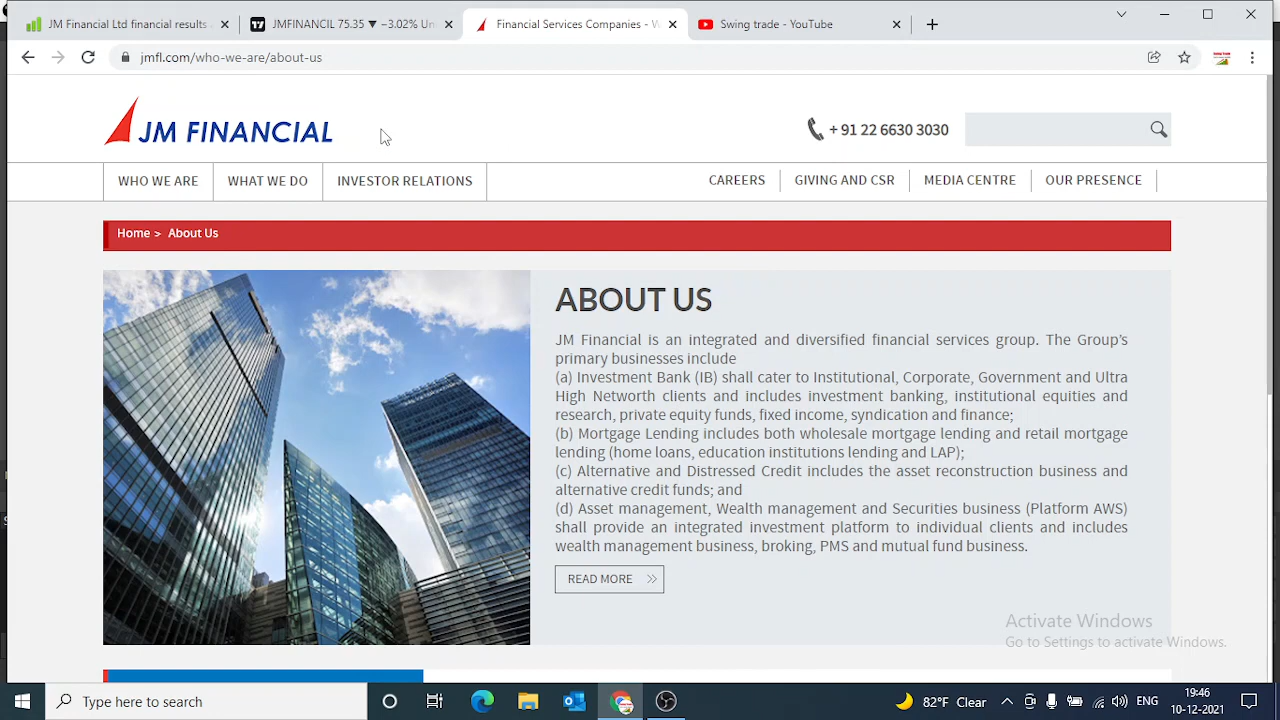 JM Financial Ltd financial results
JMFINANCIL 75.35 ▼ −3.02% Un
Financial Services Companies - W
Swing trade - YouTube
jmfl.com/who-we-are/about-us
JM FINANCIAL
+ 91 22 6630 3030
WHO WE ARE
WHAT WE DO
INVESTOR RELATIONS
CAREERS
GIVING AND CSR
MEDIA CENTRE
OUR PRESENCE
Home > About Us
ABOUT US
JM Financial is an integrated and diversified financial services group. The Group's
primary businesses include
(a) Investment Bank (IB) shall cater to Institutional, Corporate, Government and Ultra
High Networth clients and includes investment banking, institutional equities and
research, private equity funds, fixed income, syndication and finance;
(b) Mortgage Lending includes both wholesale mortgage lending and retail mortgage
lending (home loans, education institutions lending and LAP);
(c) Alternative and Distressed Credit includes the asset reconstruction business and
alternative credit funds; and
(d) Asset management, Wealth management and Securities business (Platform AWS)
shall provide an integrated investment platform to individual clients and includes
wealth management business, broking, PMS and mutual fund business.
READ MORE
Activate Windows
Go to Settings to activate Windows.
Type here to search
82°F Clear
ENG
19:46
10-12-2021